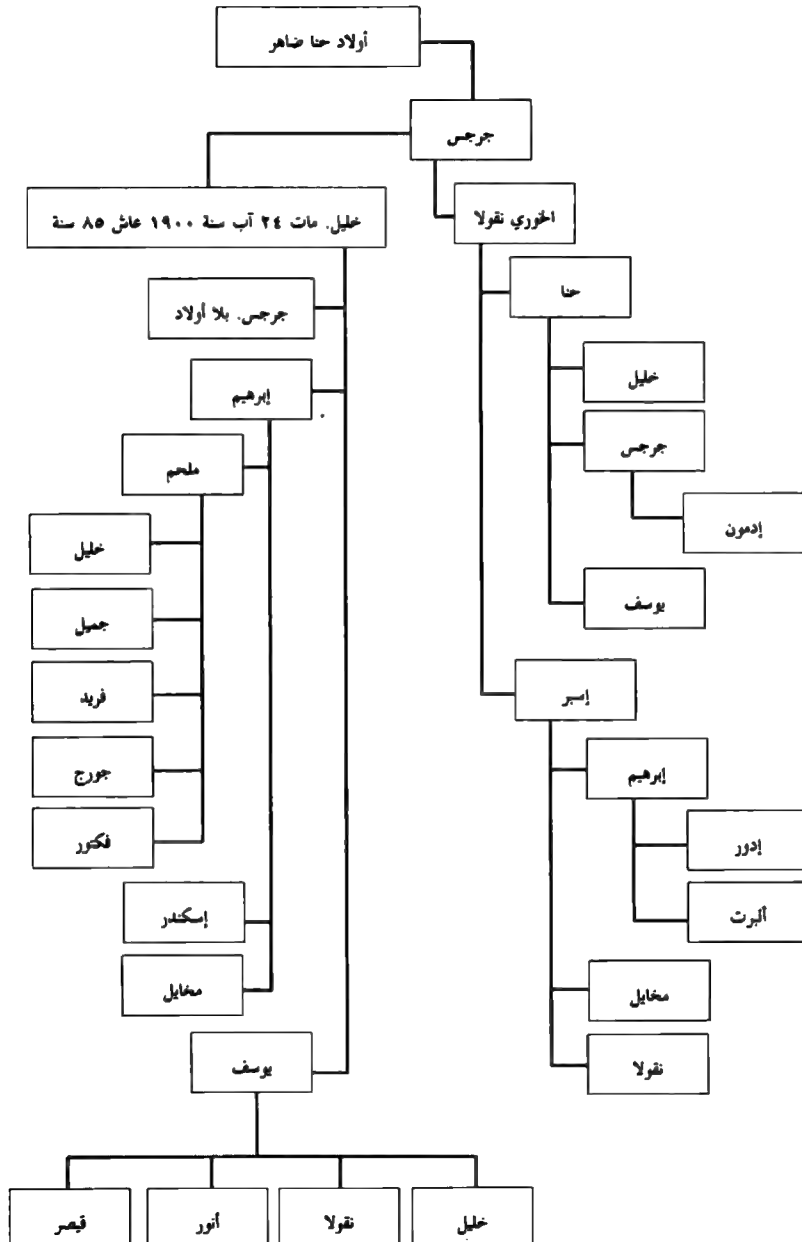 أولاد حنا ضاهر
جرجس
الخوري نقولا
خليل. مات ٢٤ آب سنة ١٩٠٠ عاش ٨٥ سنة
حنا
خليل
جرجس
إدمون
يوسف
إسبر
إبرهيم
إدور
ألبرت
مخايل
نقولا
جرجس. بلا أولاد
إبرهيم
ملحم
خليل
جميل
فريد
جورج
فكتور
إسكندر
مخايل
يوسف
خليل
نقولا
أنور
قيصر